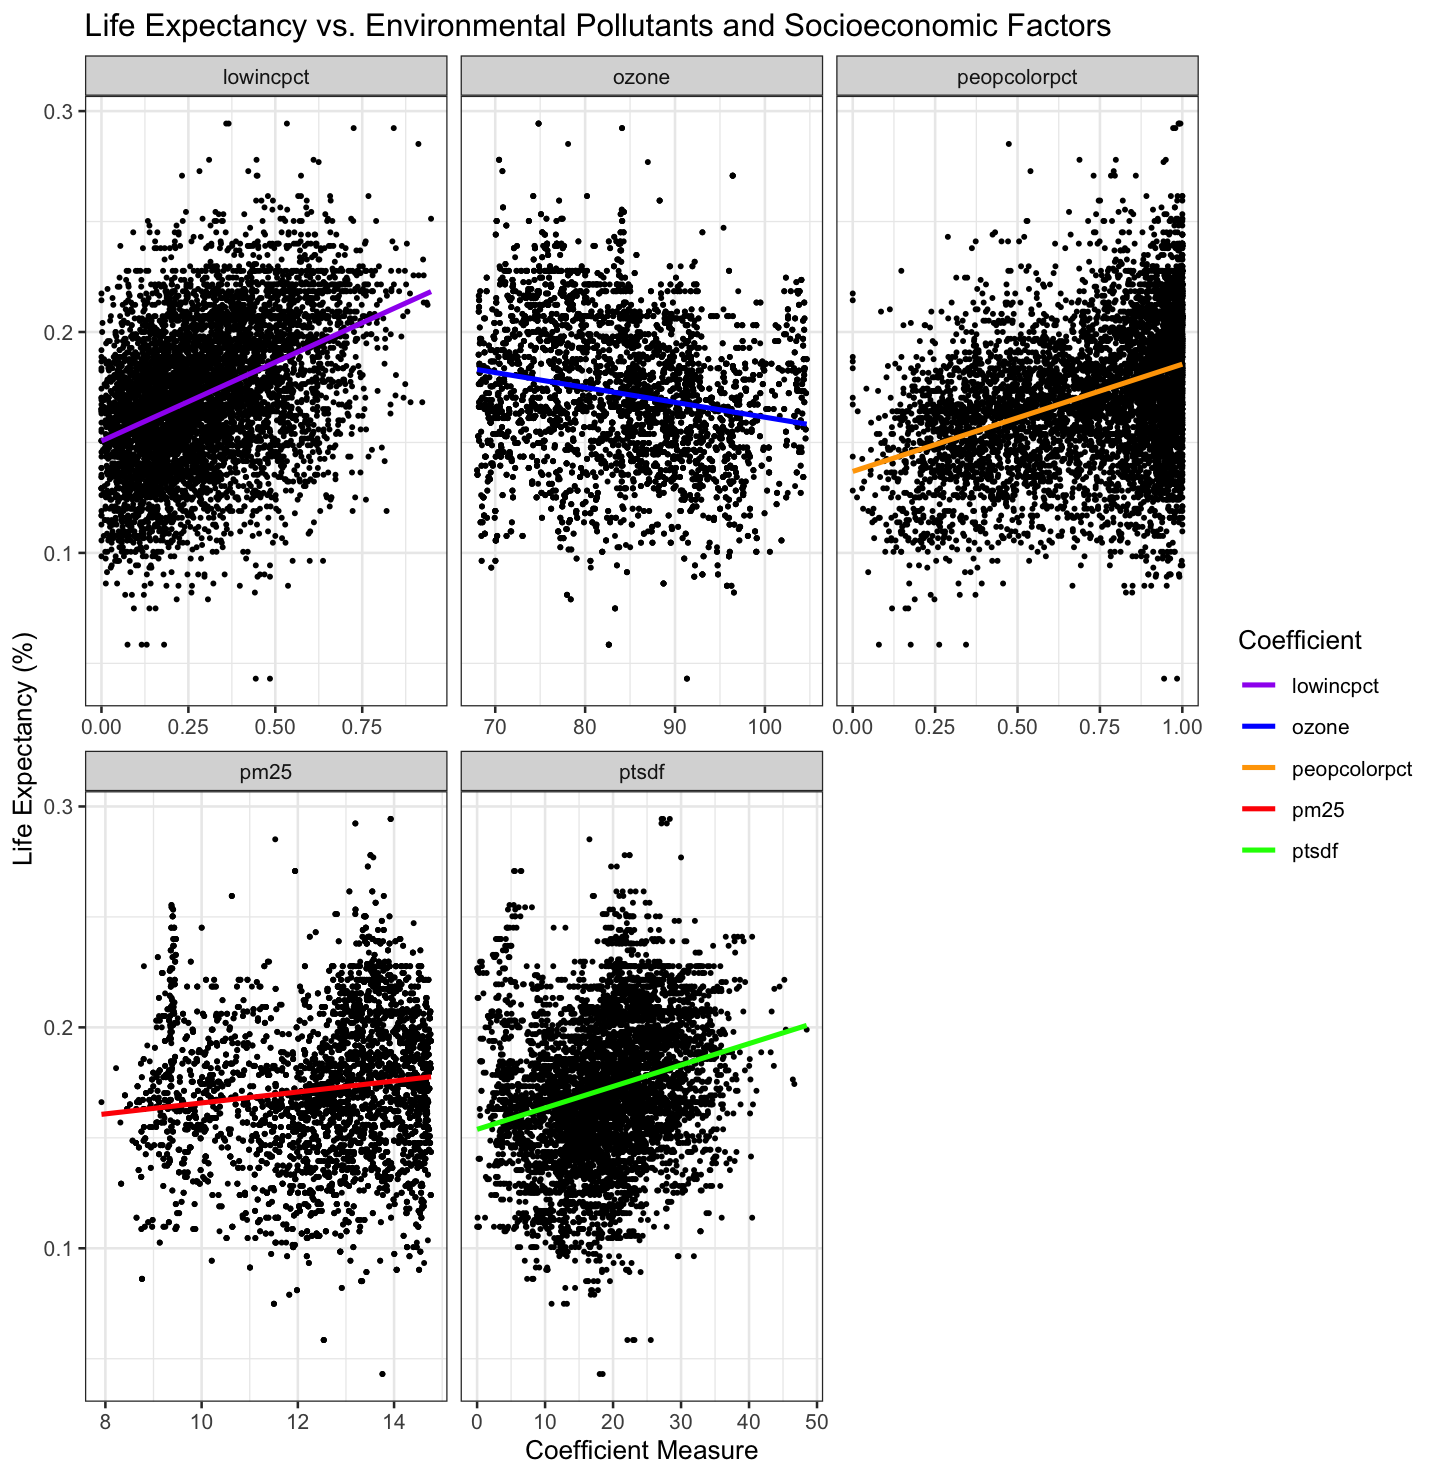 Life Expectancy vs. Environmental Pollutants and Socioeconomic Factors
lowincpct
ozone
peopcolorpct
0.3
0.2
0.1
0.00 0.25 0.50 0.75
70 80 90 100
0.00 0.25 0.50 0.75 1.00
Life Expectancy (%)
pm25
ptsdf
0.3
0.2
0.1
8 10 12 14
0 10 20 30 40 50
Coefficient Measure
Coefficient
lowincpct
ozone
peopcolorpct
pm25
ptsdf